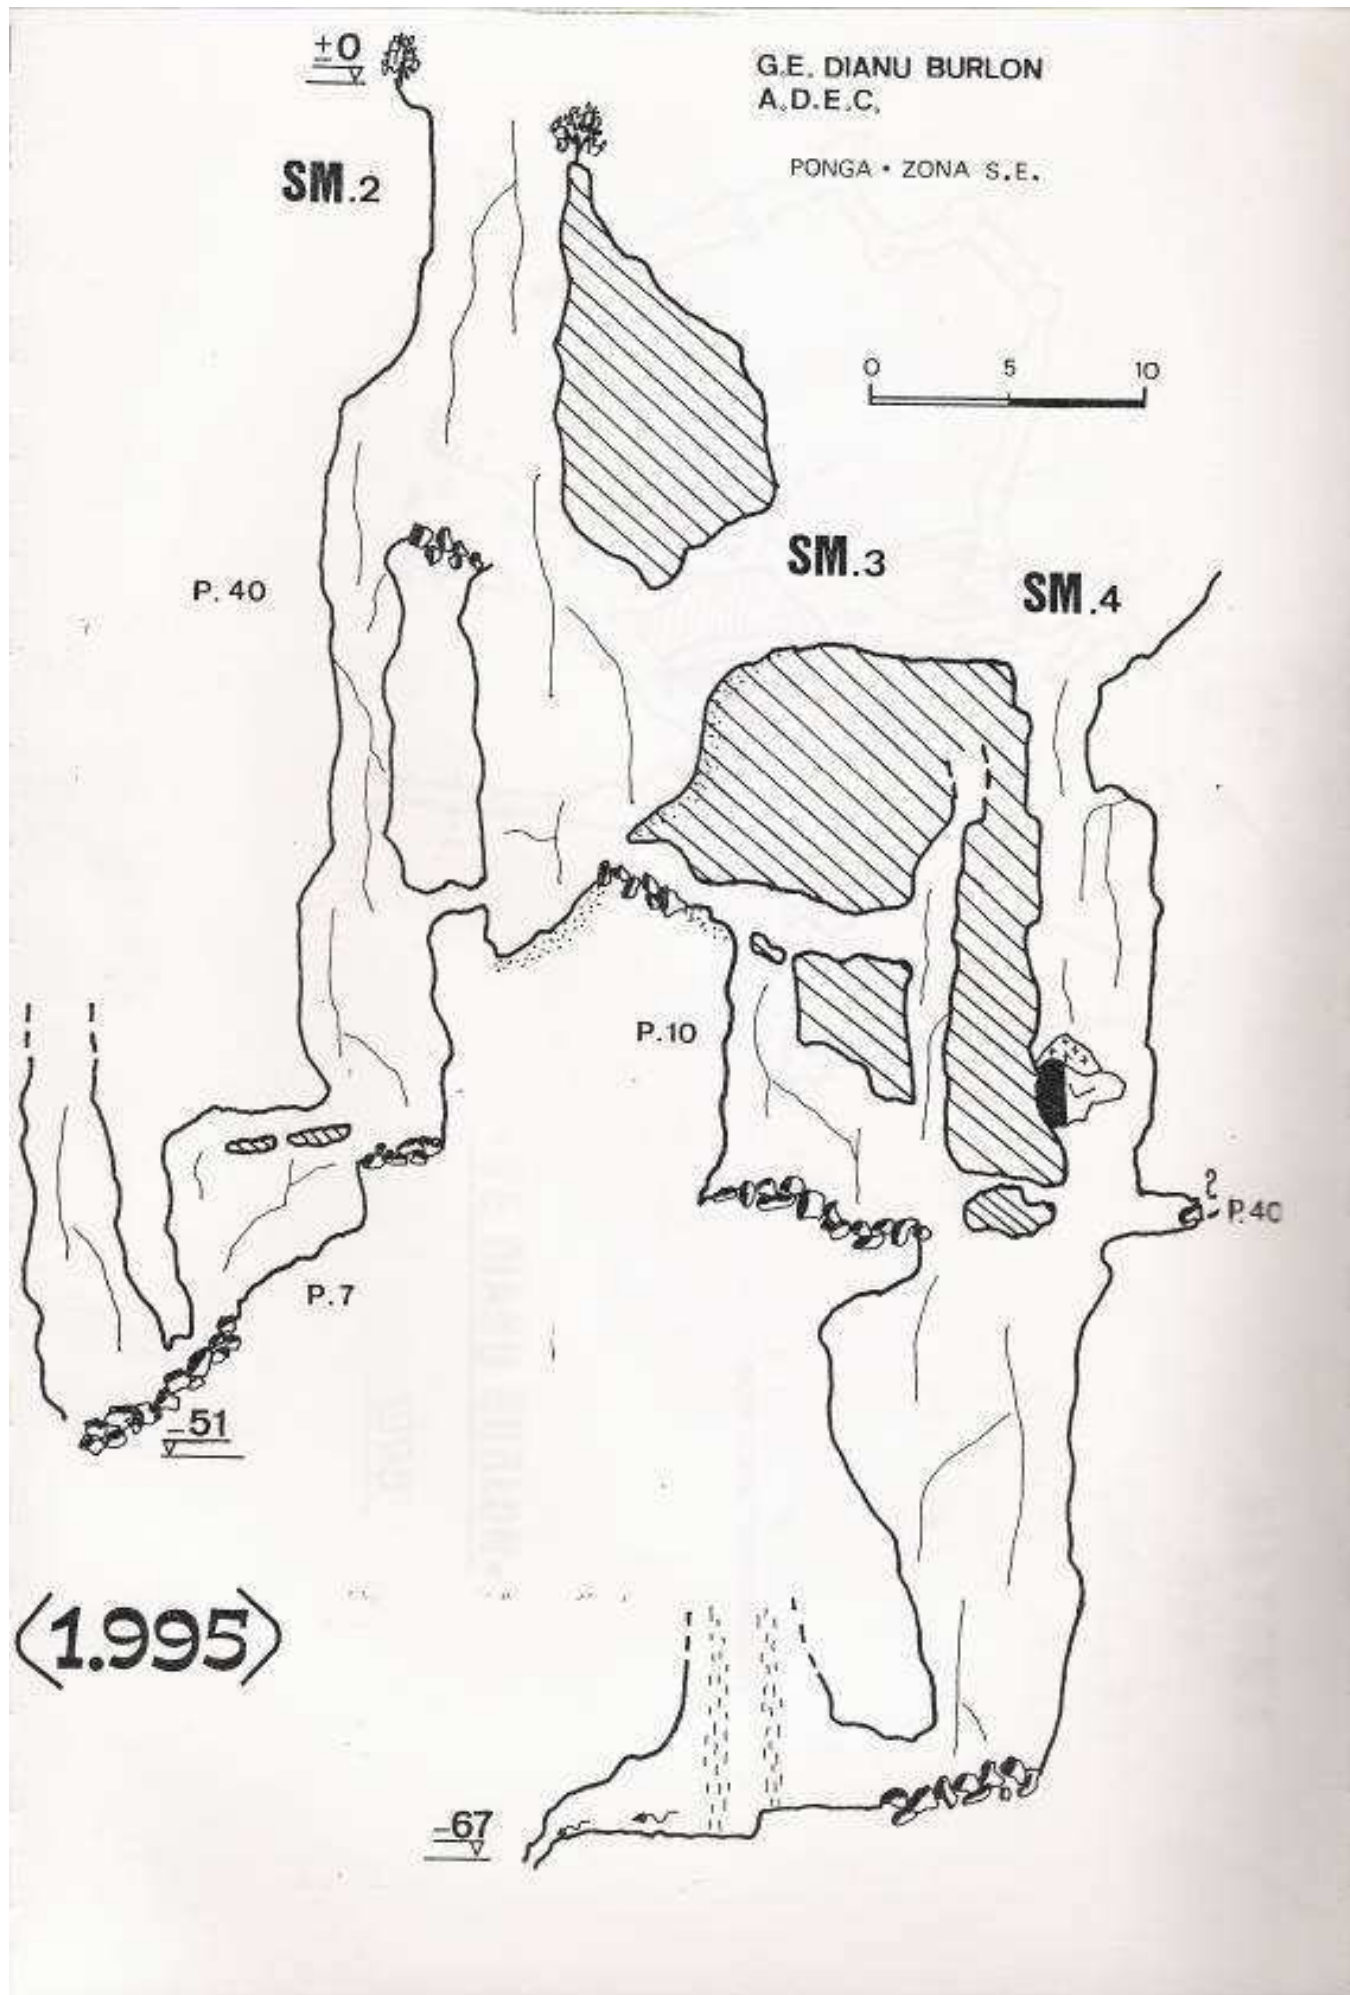 ±0
G.E. DIANU BURLON
A.D.E.C.
PONGA • ZONA S.E.
SM.2
0 5 10
SM.3
SM.4
P. 40
P.10
? P.40
P.7
-51
<1.995>
-67